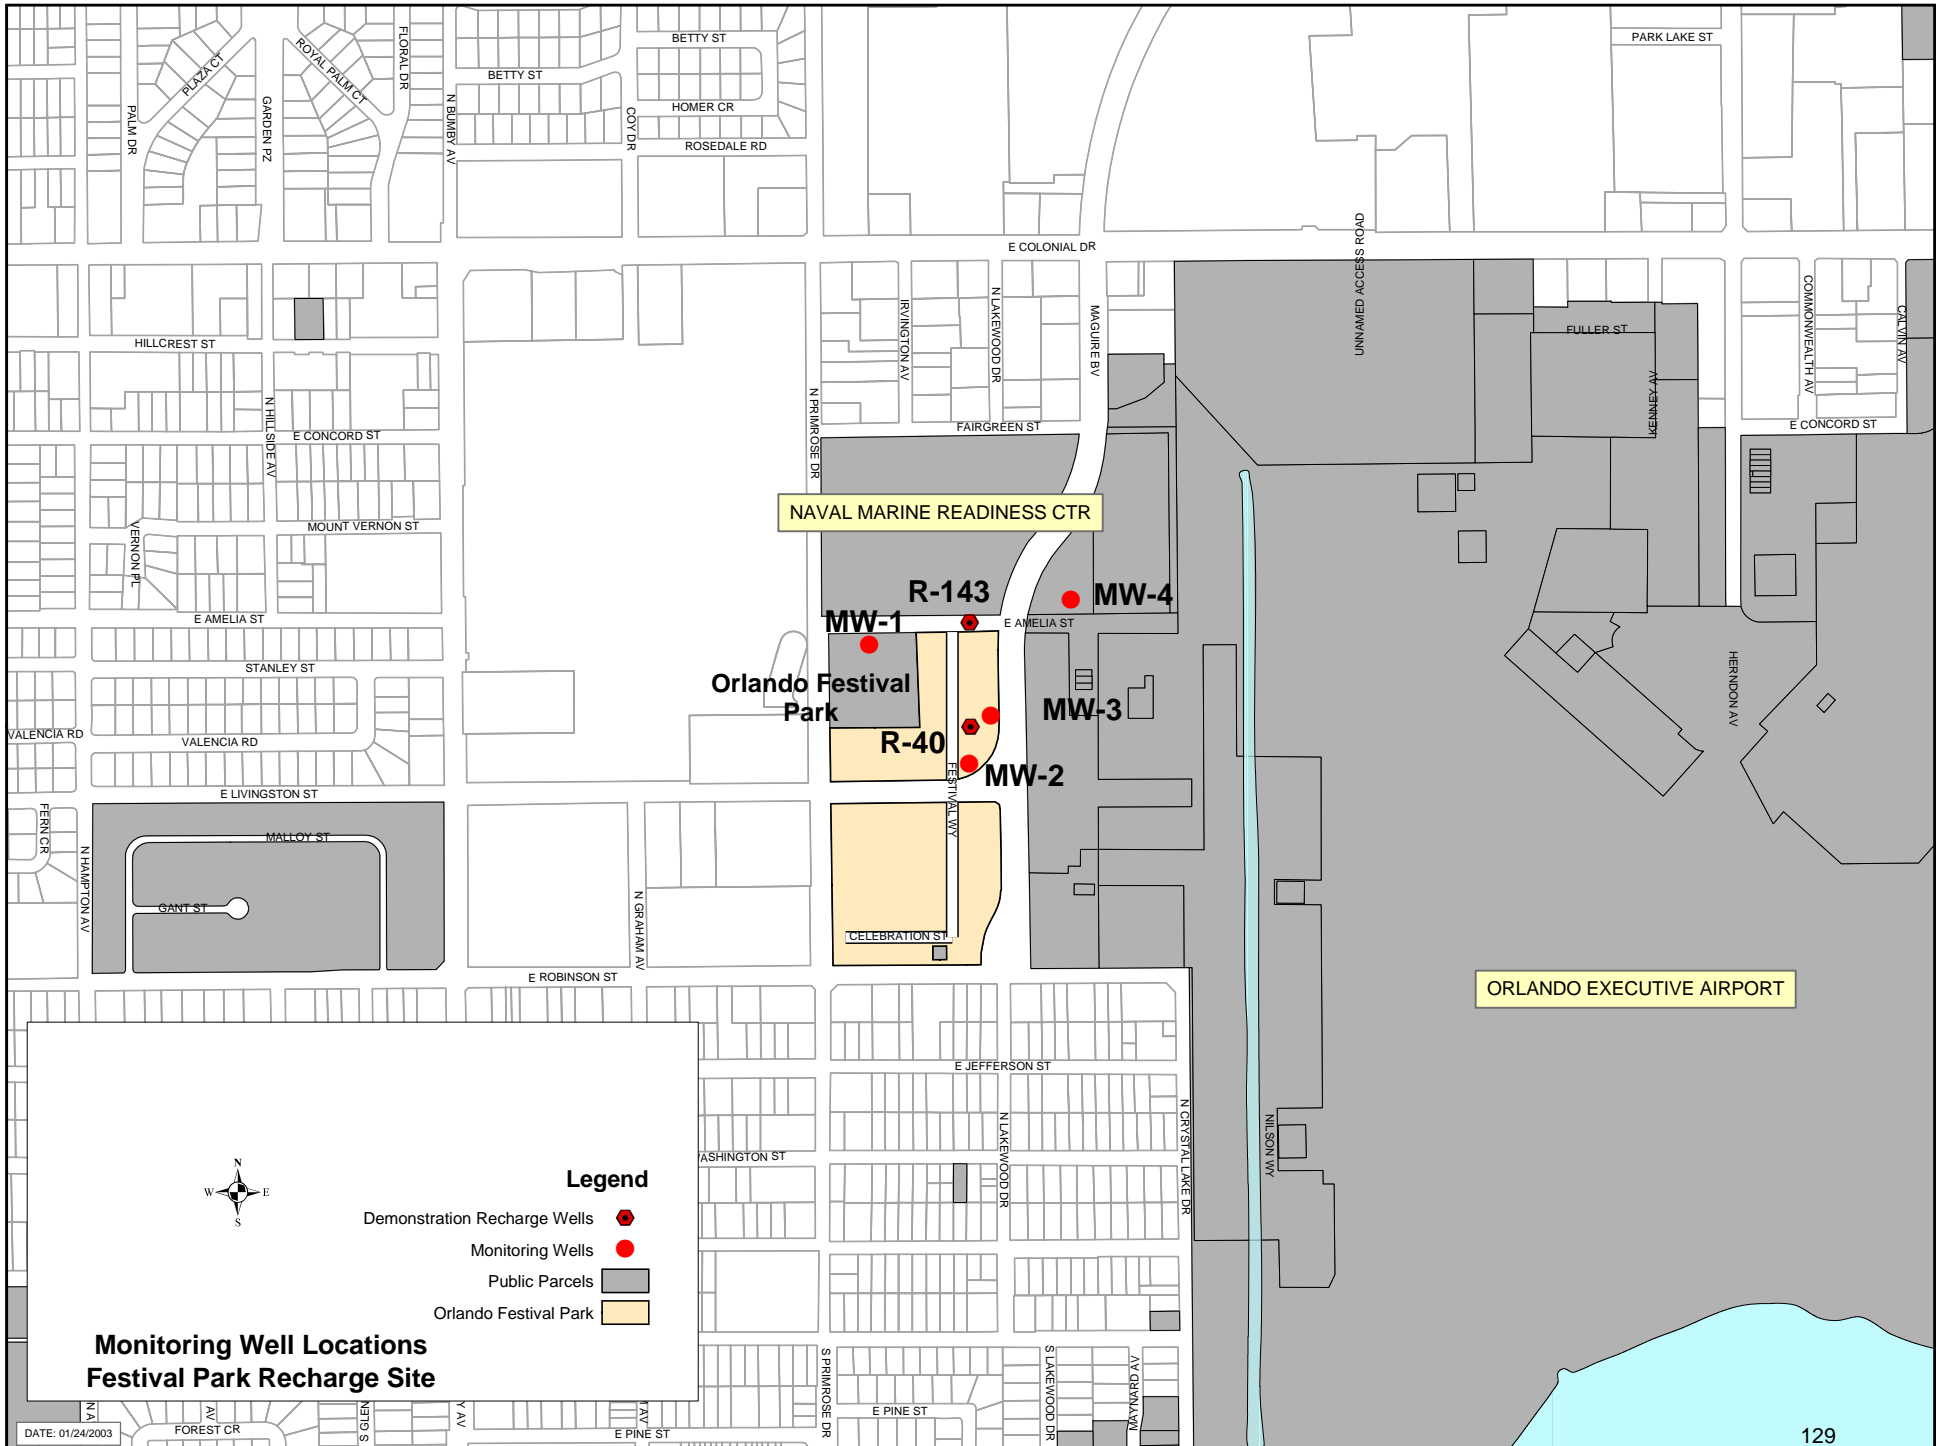 BETTY ST
PARK LAKE ST
FLORAL DR
ROYAL PALM CT
PLAZA CT
BETTY ST
HOMER CR
PALM DR
GARDEN PZ
N BUMBY AV
COY DR
ROSEDALE RD
E COLONIAL DR
UNNAMED ACCESS ROAD
IRVINGTON AV
N LAKEWOOD DR
MAGUIRE BV
COMMONWEALTH AV
CALVIN AV
FULLER ST
HILLCREST ST
N PRIMROSE DR
KENNEY AV
N HILLSIDE AV
E CONCORD ST
FAIRGREEN ST
E CONCORD ST
NAVAL MARINE READINESS CTR
MOUNT VERNON ST
VERNON PL
R-143
MW-4
MW-1
E AMELIA ST
E AMELIA ST
STANLEY ST
Orlando Festival
Park
MW-3
HERNDON AV
VALENCIA RD
VALENCIA RD
R-40
MW-2
FESTIVAL WY
E LIVINGSTON ST
FERN CR
MALLOY ST
N HAMPTON AV
GANT ST
N GRAHAM AV
CELEBRATION ST
E ROBINSON ST
ORLANDO EXECUTIVE AIRPORT
E JEFFERSON ST
N LAKEWOOD DR
N CRYSTAL LAKE DR
NILSON WY
ASHINGTON ST
N
W
E
S
Legend
Demonstration Recharge Wells
Monitoring Wells
Public Parcels
Orlando Festival Park
Monitoring Well Locations
Festival Park Recharge Site
S PRIMROSE DR
S LAKEWOOD DR
MAYNARD AV
N A
AV
S GLEN
Y AV
AV
FOREST CR
E PINE ST
E PINE ST
DATE: 01/24/2003
129